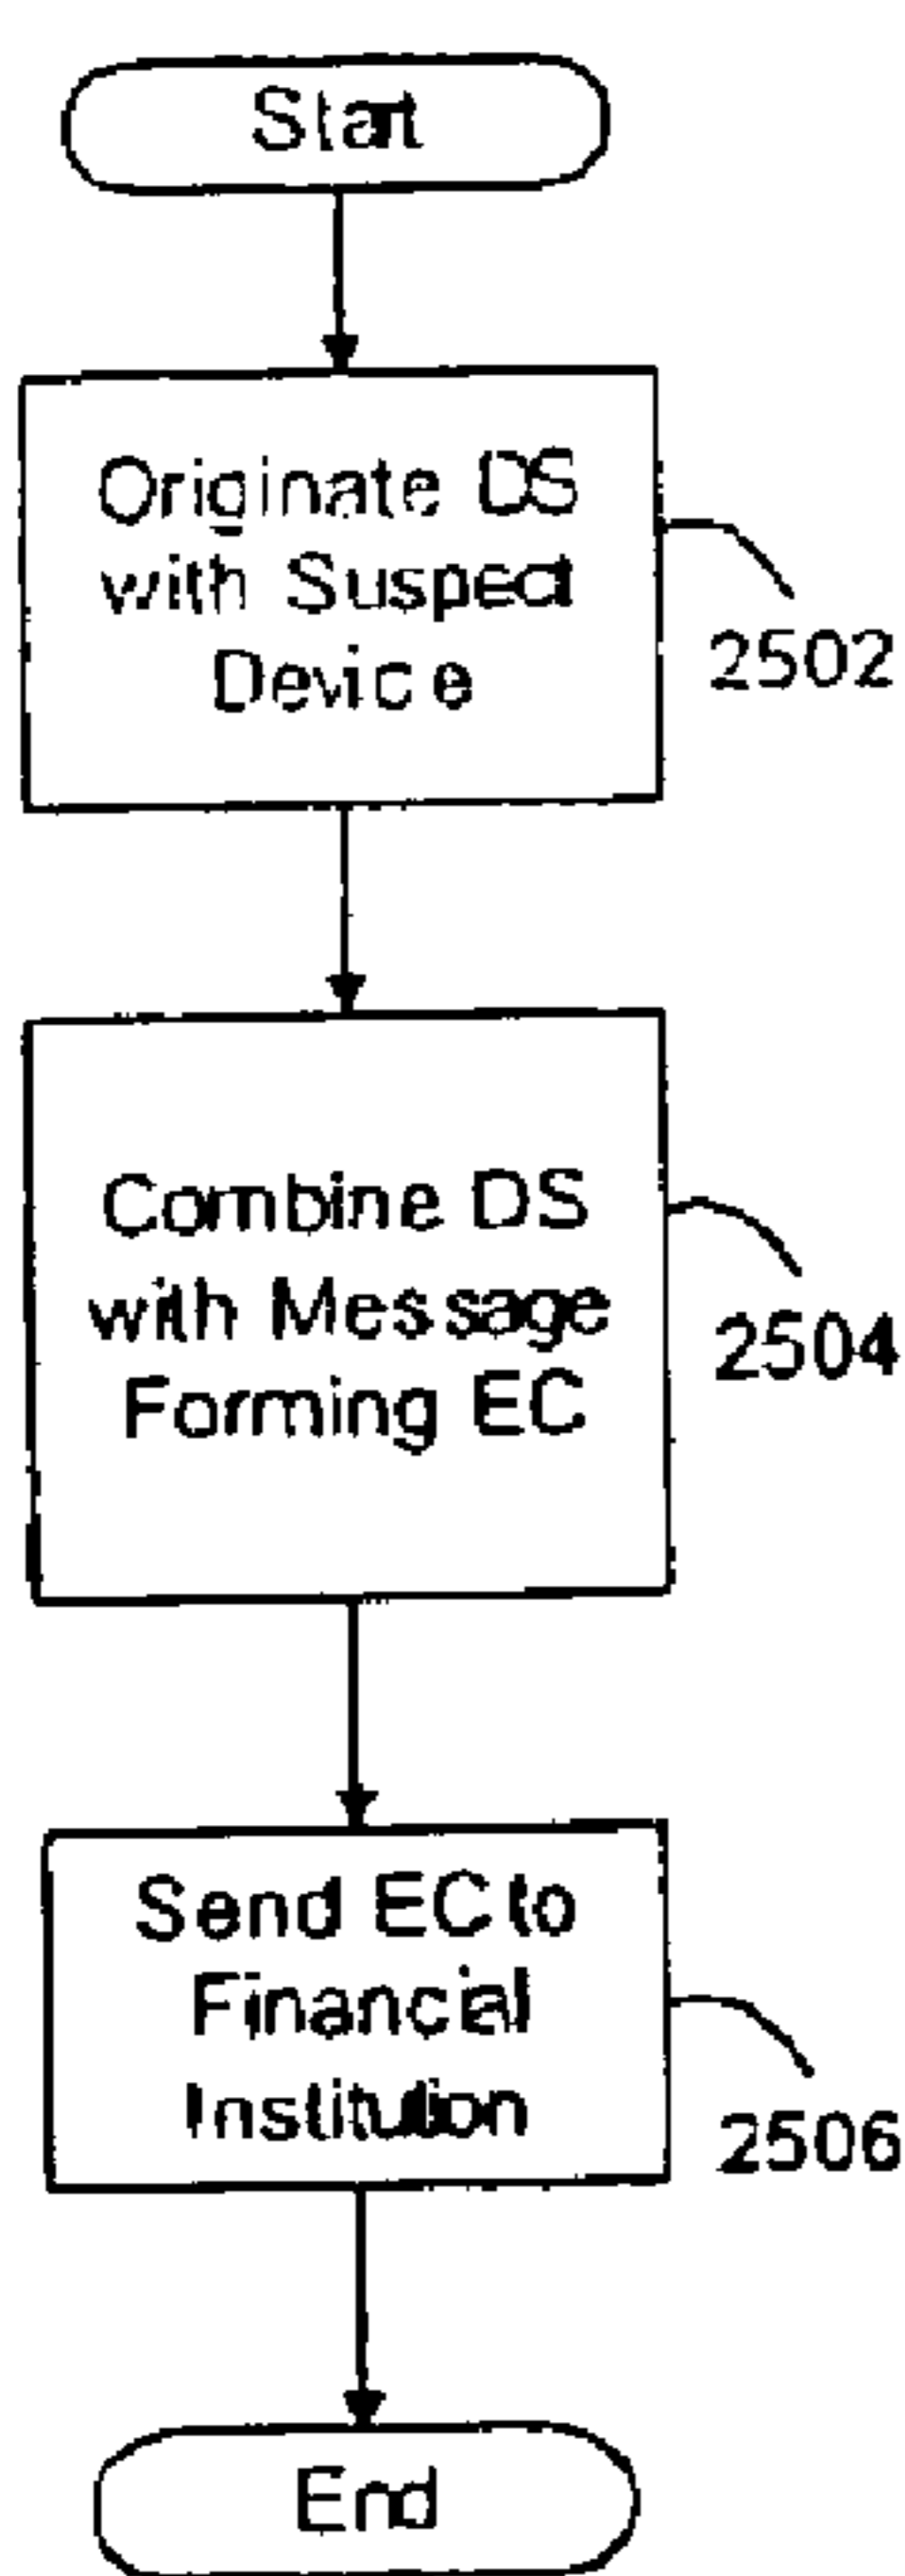 Start
Originate DS
with Suspect
Device
2502
Combine DS
with Message
Forming EC
2504
Send EC to
Financial
Institution
2506
End